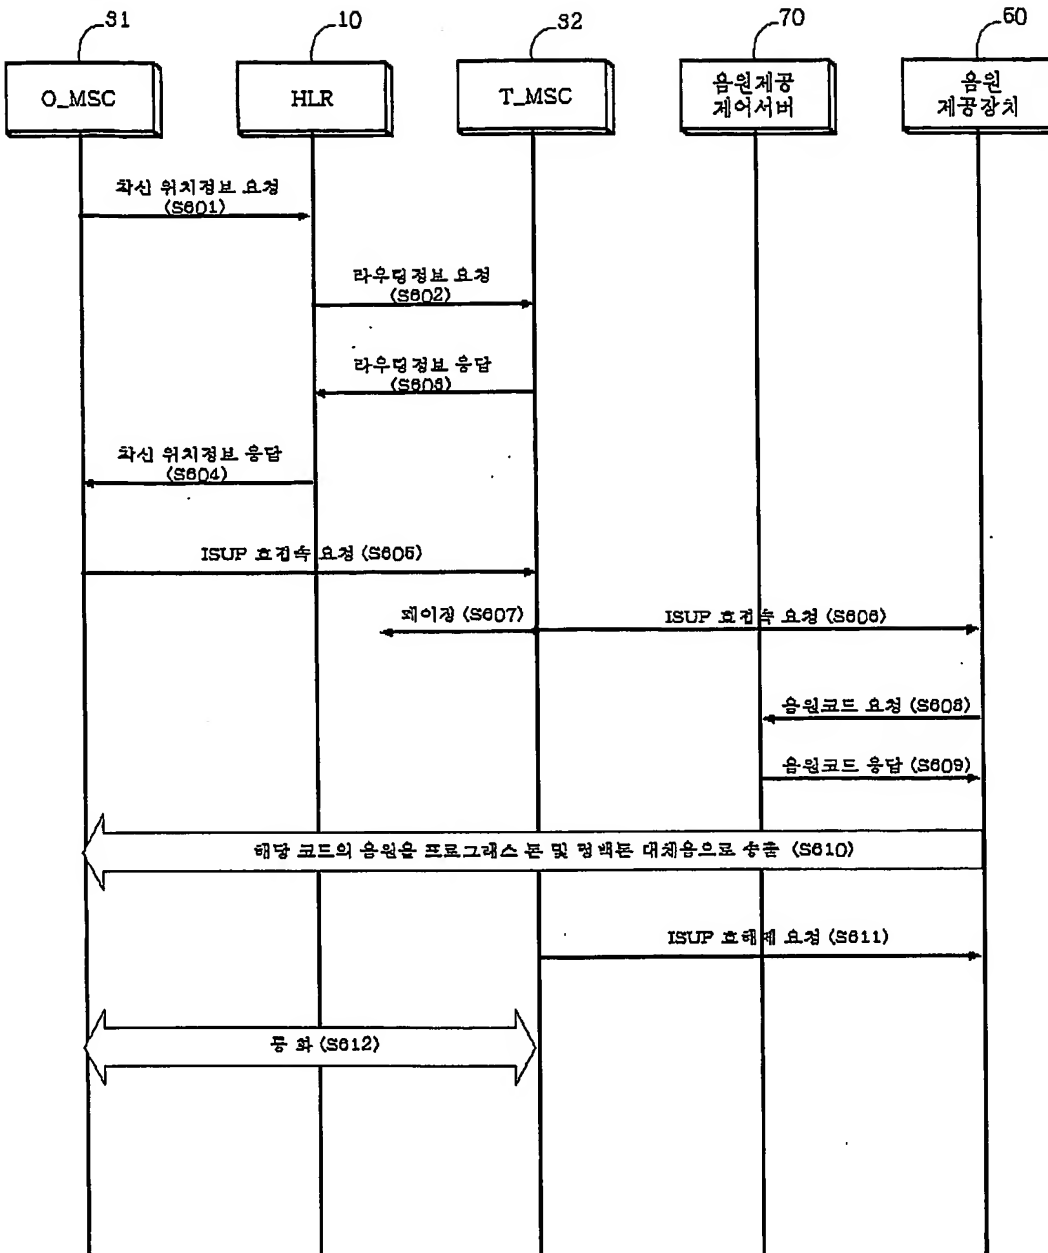 31
10
32
70
60
O_MSC
HLR
T_MSC
음원제공
제어서버
음원
제공장치
착신 위치정보 요청
(S601)
라우팅정보 요청
(S602)
라우팅정보 응답
(S603)
착신 위치정보 응답
(S604)
ISUP 호접속 요청 (S605)
페이징 (S607)
ISUP 호접속 요청 (S606)
음원코드 요청 (S608)
음원코드 응답 (S609)
해당 코드의 음원을 프로그래스 톤 및 링백톤 대체음으로 송출 (S610)
ISUP 호해제 요청 (S611)
통 화 (S612)